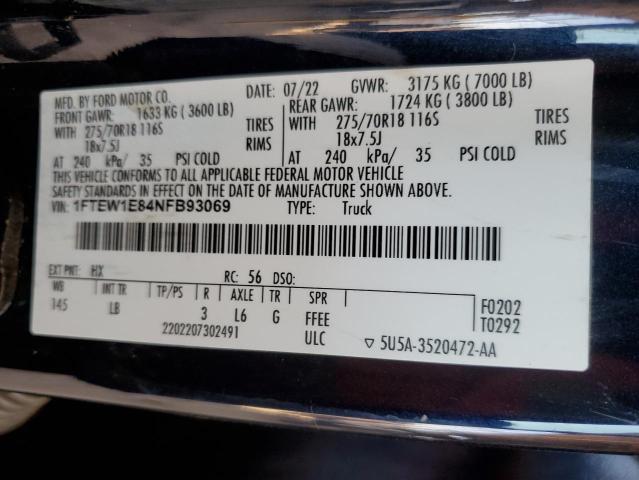 MFD. BY FORD MOTOR CO.
DATE: 07/22 GVWR: 3175 KG ( 7000 LB)
FRONT GAWR: 1633 KG ( 3600 LB)
REAR GAWR: 1724 KG ( 3800 LB)
WITH 275/70R18 116S TIRES
WITH 275/70R18 116S TIRES
18x7.5J RIMS
18x7.5J RIMS
AT 240 kPa/ 35 PSI COLD
AT 240 kPa/ 35 PSI COLD
THIS VEHICLE CONFORMS TO ALL APPLICABLE FEDERAL MOTOR VEHICLE
SAFETY STANDARDS IN EFFECT ON THE DATE OF MANUFACTURE SHOWN ABOVE.
VIN: 1FTEW1E84NFB93069 TYPE: Truck
EXT PNT: HX RC: 56 DSO:
WB INT TR TP/PS R AXLE TR SPR
145 LB 3 L6 G FFEE
2202207302491 ULC
F0202
T0292
▽ 5U5A-3520472-AA